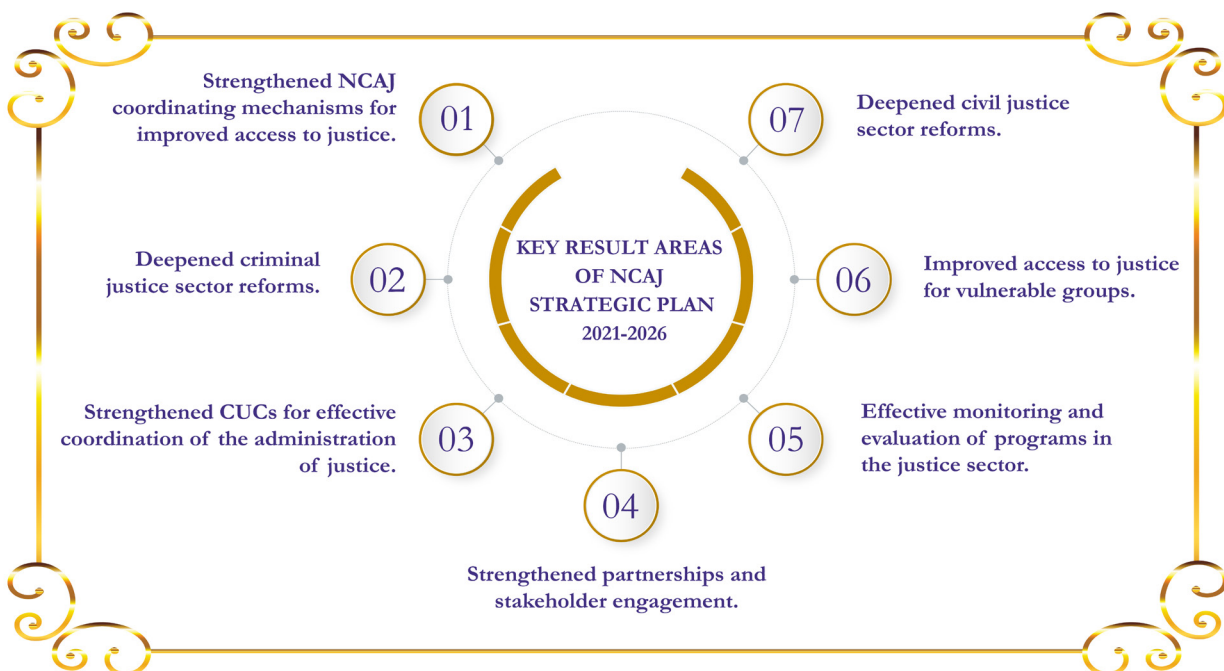 KEY RESULT AREAS
OF NCAJ
STRATEGIC PLAN
2021-2026
01
Strengthened NCAJ
coordinating mechanisms for
improved access to justice.
02
Deepened criminal
justice sector reforms.
03
Strengthened CUCs for effective
coordination of the administration
of justice.
04
Strengthened partnerships and
stakeholder engagement.
05
Effective monitoring and
evaluation of programs in
the justice sector.
06
Improved access to justice
for vulnerable groups.
07
Deepened civil justice
sector reforms.